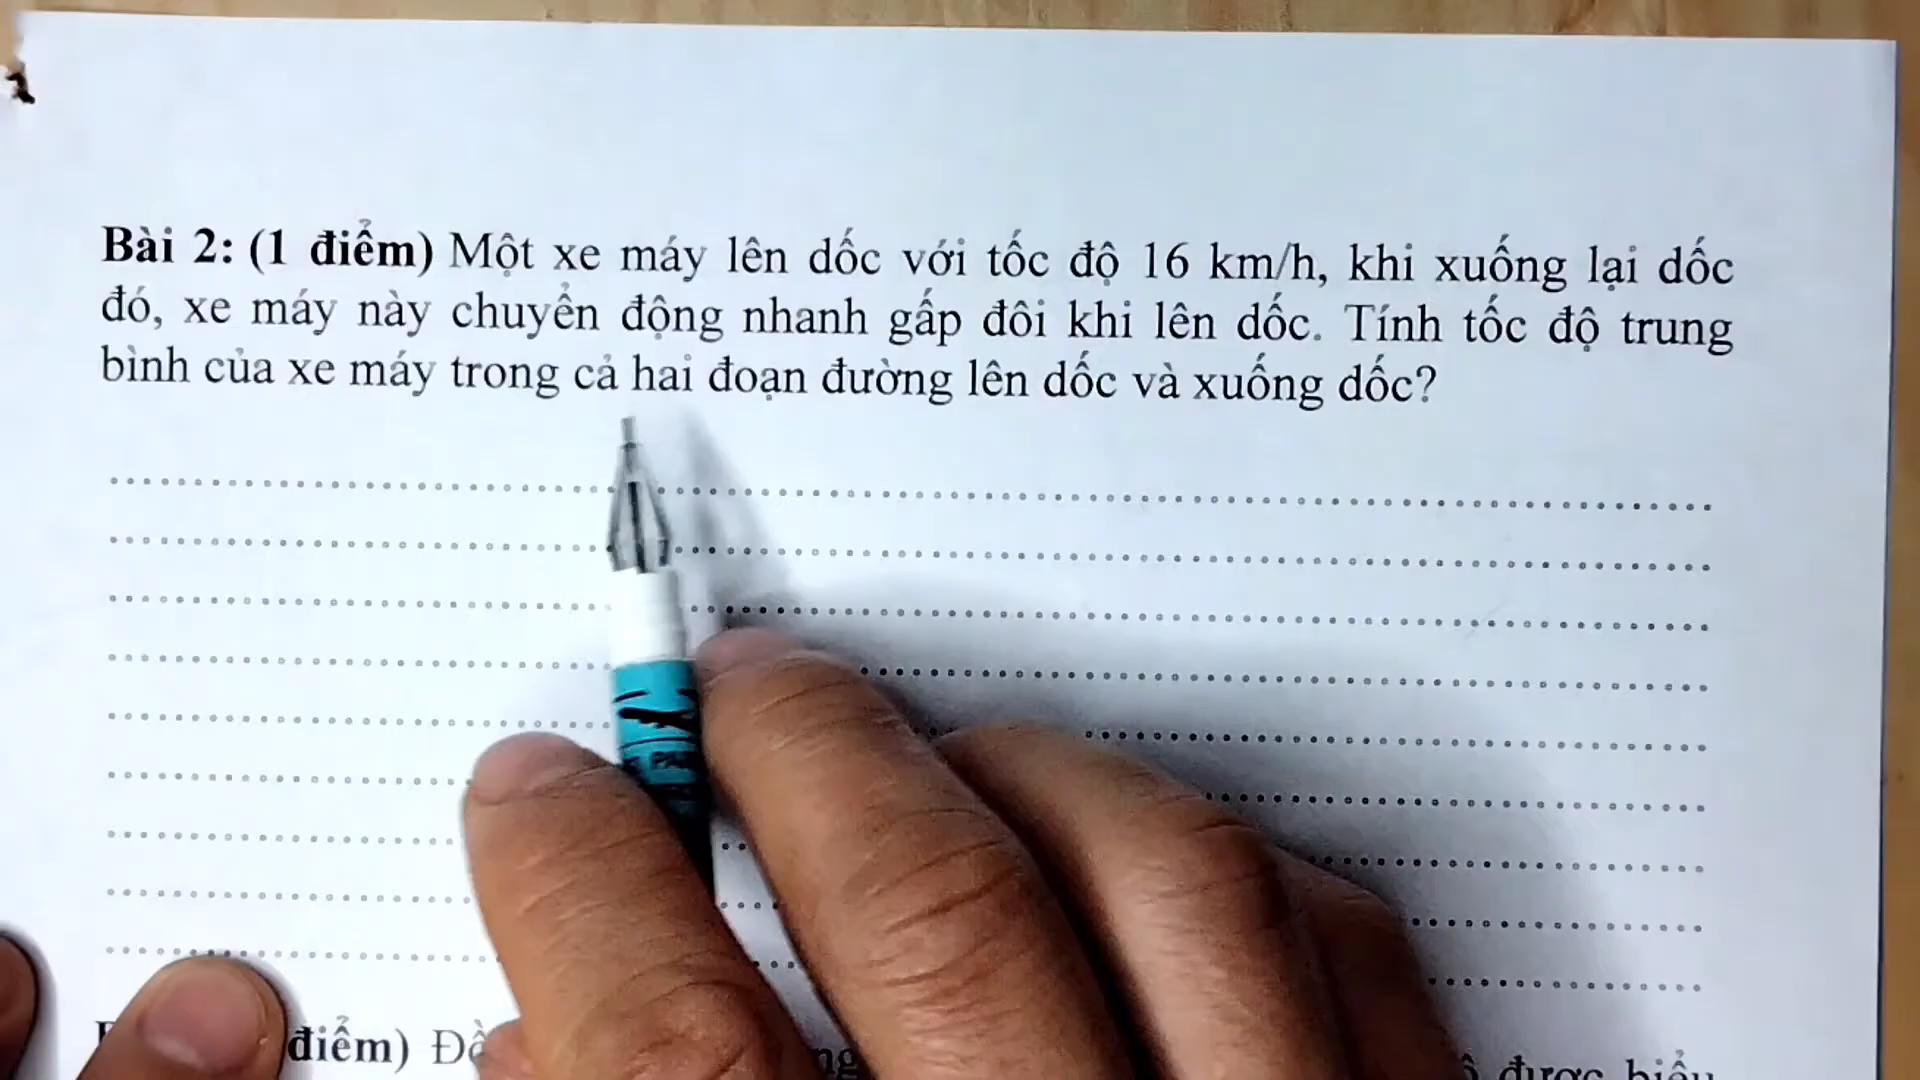 Bài 2: (1 điểm) Một xe máy lên dốc với tốc độ 16 km/h, khi xuống lại dốc
đó, xe máy này chuyển động nhanh gấp đôi khi lên dốc. Tính tốc độ trung
bình của xe máy trong cả hai đoạn đường lên dốc và xuống dốc?
điểm) được biểu